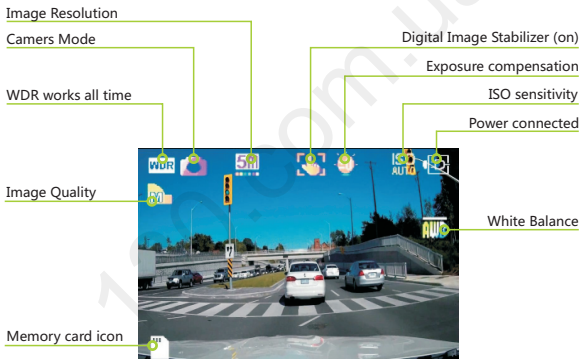 Image Resolution
Camers Mode
Digital Image Stabilizer (on)
Exposure compensation
WDR works all time
ISO sensitivity
Power connected
WDR
5M
ISO
AUTO
Image Quality
White Balance
AWB
Memory card icon